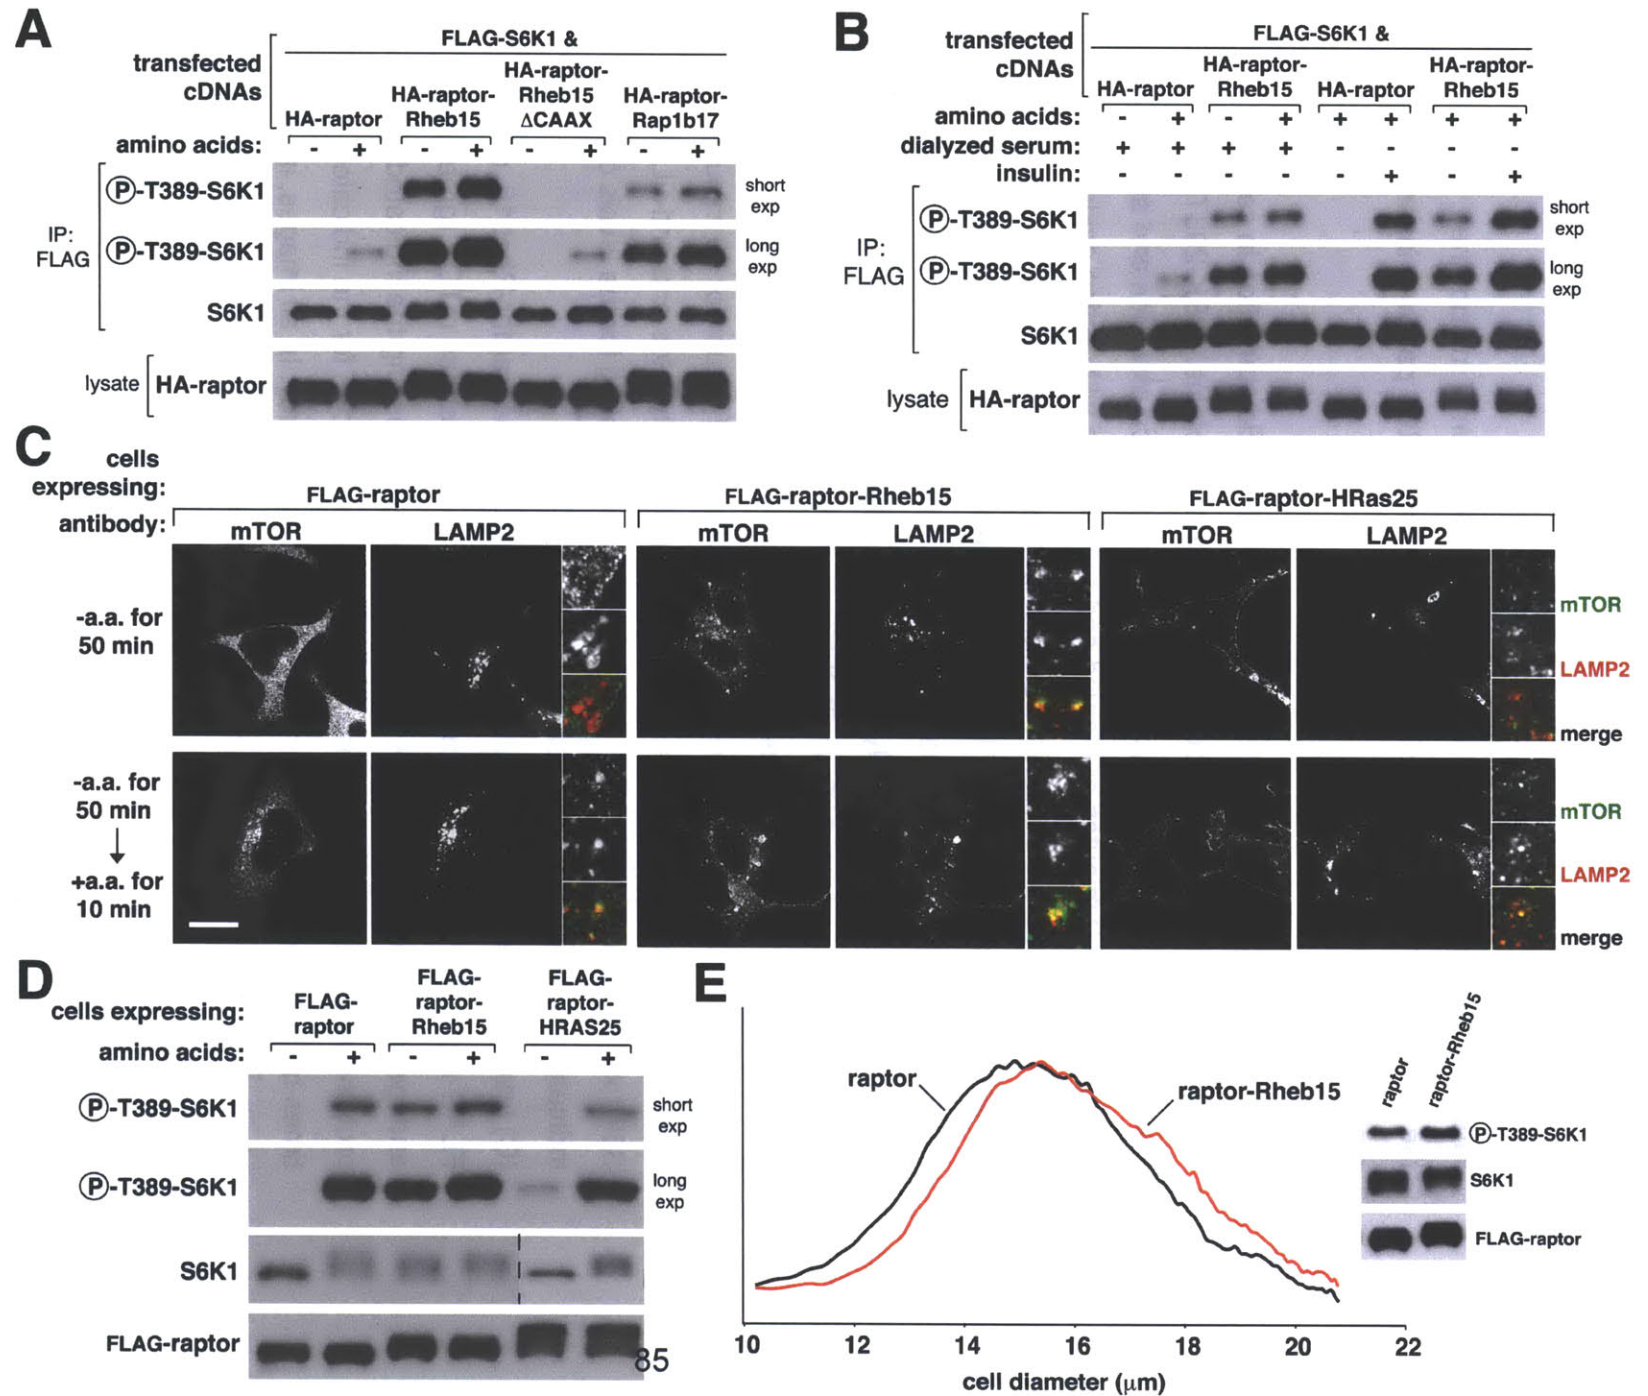 A
transfected
cDNAs
FLAG-S6K1 &
HA-raptor
HA-raptor-
Rheb15
HA-raptor-
Rheb15
ΔCAAX
HA-raptor-
Rap1b17
amino acids:
- + - + - + - +
IP:
FLAG
Ⓟ-T389-S6K1
short
exp
Ⓟ-T389-S6K1
long
exp
S6K1
lysate
HA-raptor
B
transfected
cDNAs
FLAG-S6K1 &
HA-raptor
HA-raptor-
Rheb15
HA-raptor
HA-raptor-
Rheb15
amino acids:
- + - + + + + +
dialyzed serum:
+ + + + - - - -
insulin:
- - - - - + - +
IP:
FLAG
Ⓟ-T389-S6K1
short
exp
Ⓟ-T389-S6K1
long
exp
S6K1
lysate
HA-raptor
C
cells
expressing:
antibody:
FLAG-raptor
mTOR
LAMP2
FLAG-raptor-Rheb15
mTOR
LAMP2
FLAG-raptor-HRas25
mTOR
LAMP2
-a.a. for
50 min
mTOR
LAMP2
merge
-a.a. for
50 min
↓
+a.a. for
10 min
mTOR
LAMP2
merge
D
cells expressing:
FLAG-
raptor
FLAG-
raptor-
Rheb15
FLAG-
raptor-
HRAS25
amino acids:
- + - + - +
Ⓟ-T389-S6K1
short
exp
Ⓟ-T389-S6K1
long
exp
S6K1
FLAG-raptor
85
E
raptor
raptor-Rheb15
10 12 14 16 18 20 22
cell diameter (μm)
raptor
raptor-Rheb15
Ⓟ-T389-S6K1
S6K1
FLAG-raptor